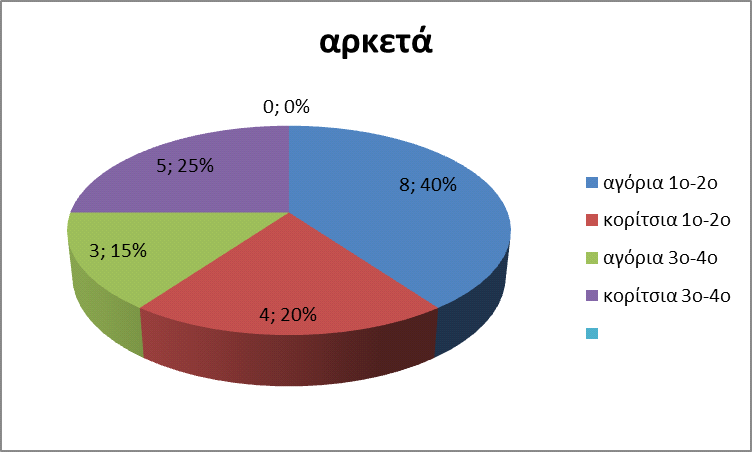 αρκετά
0; 0%
5; 25%
8; 40%
3; 15%
4; 20%
αγόρια 1ο-2ο
κορίτσια 1ο-2ο
αγόρια 3ο-4ο
κορίτσια 3ο-4ο